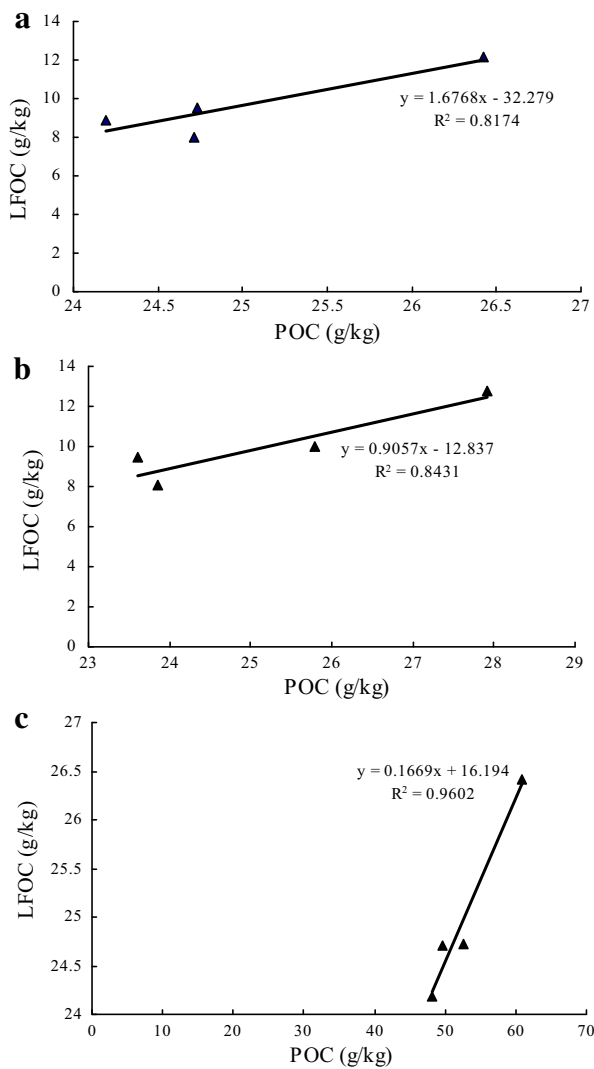 a
14
12
10
8
6
4
2
0
LFOC (g/kg)
y = 1.6768x - 32.279
R² = 0.8174
24 24.5 25 25.5 26 26.5 27
POC (g/kg)
b
14
12
10
8
6
4
2
0
LFOC (g/kg)
y = 0.9057x - 12.837
R² = 0.8431
23 24 25 26 27 28 29
POC (g/kg)
c
27
26.5
26
25.5
25
24.5
24
LFOC (g/kg)
y = 0.1669x + 16.194
R² = 0.9602
0 10 20 30 40 50 60 70
POC (g/kg)